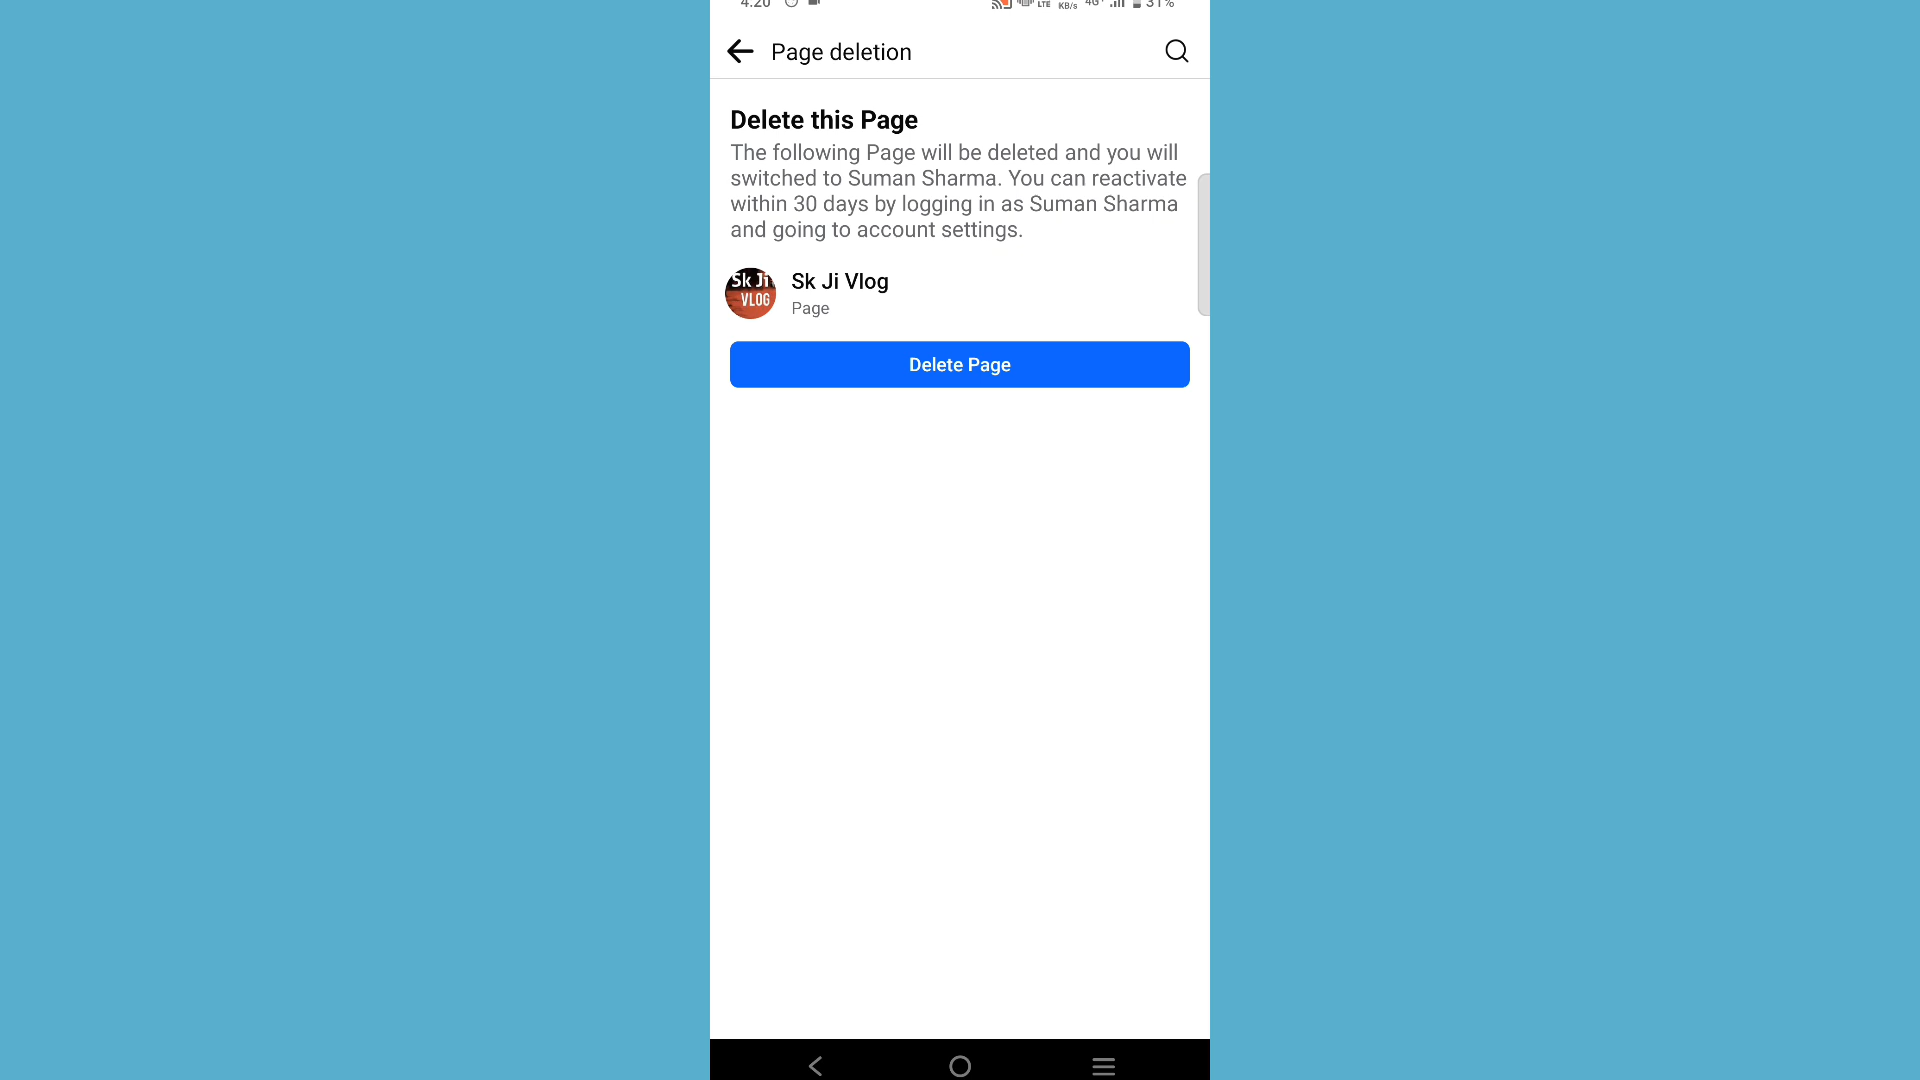 4:20 LTE KB/s 4G+ 31%
Page deletion
Delete this Page
The following Page will be deleted and you will
switched to Suman Sharma. You can reactivate
within 30 days by logging in as Suman Sharma
and going to account settings.
Sk Ji
VLOG
Sk Ji Vlog
Page
Delete Page